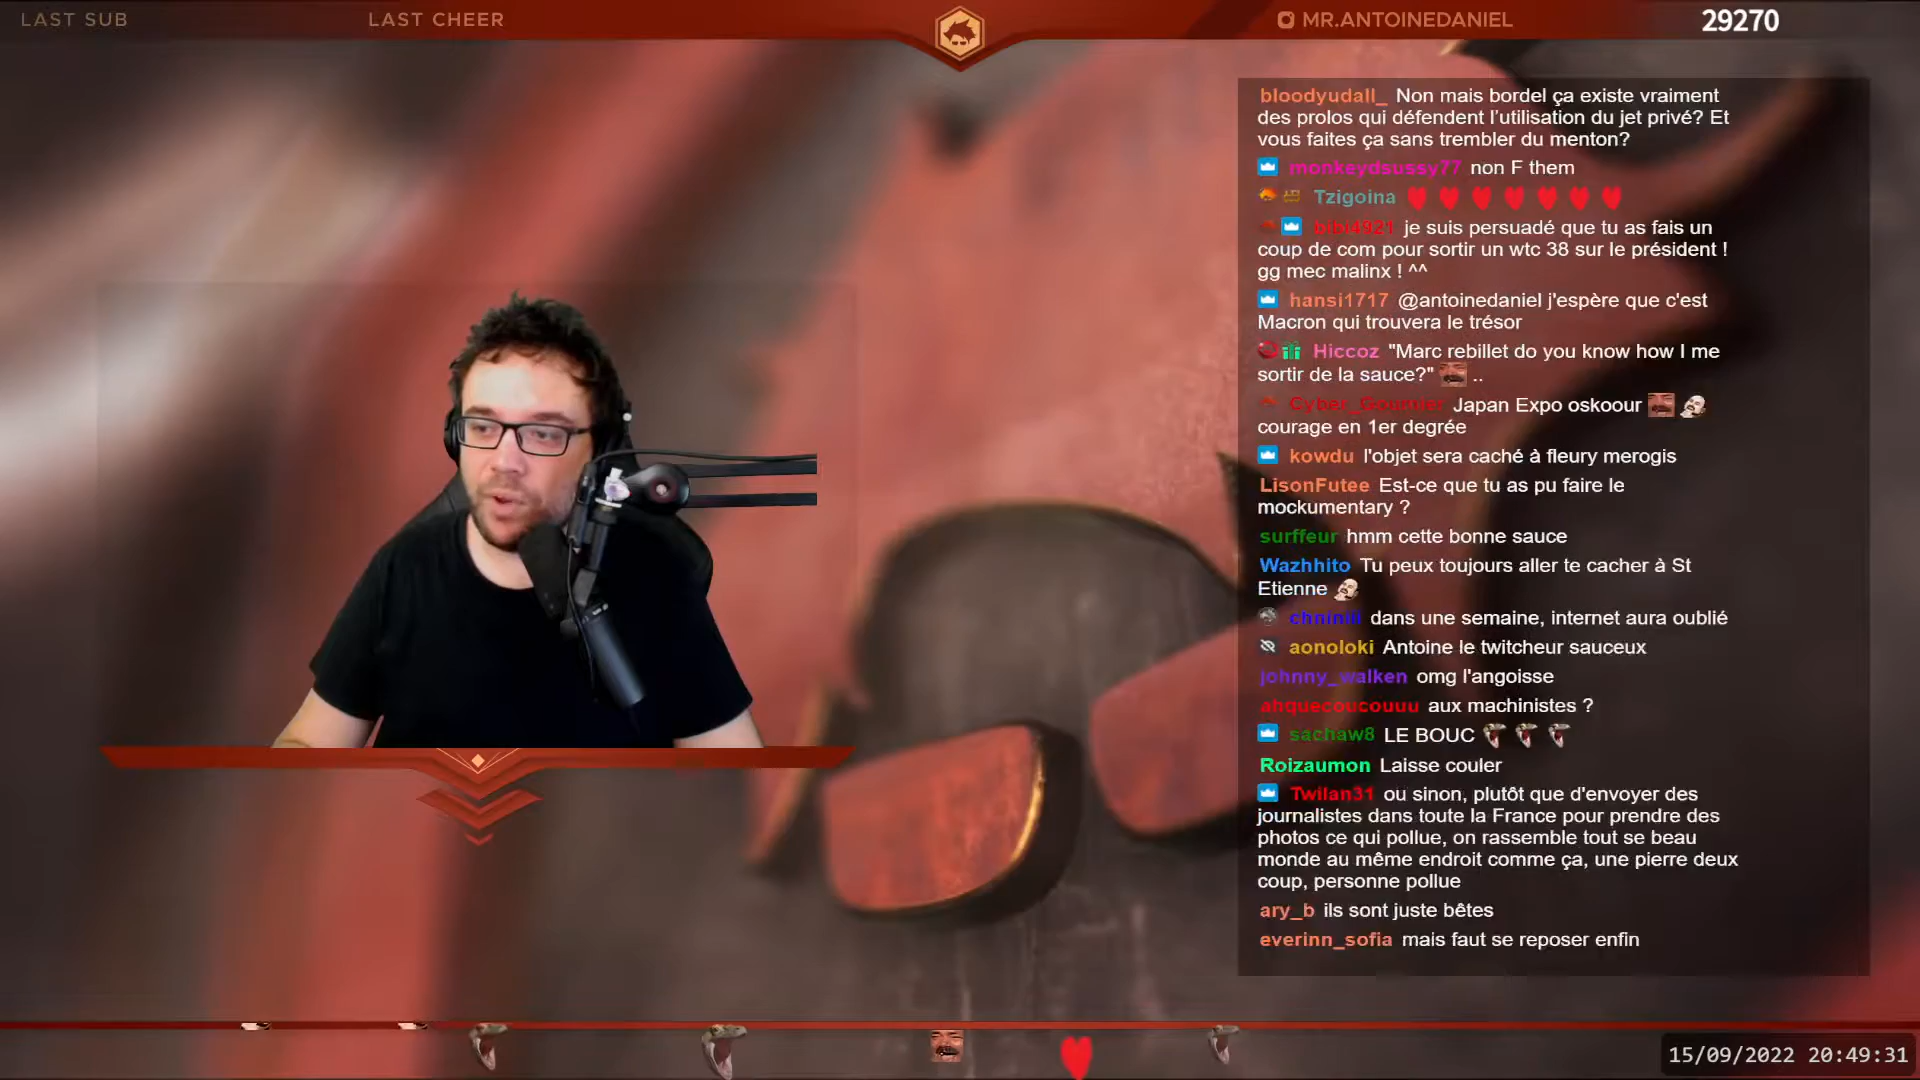 LAST SUB
LAST CHEER
MR.ANTOINEDANIEL
29270
bloodyudall_ Non mais bordel ça existe vraiment
des prolos qui défendent l'utilisation du jet privé? Et
vous faites ça sans trembler du menton?
monkeydsussy77 non F them
Tzigoina
bibi4921 je suis persuadé que tu as fais un
coup de com pour sortir un wtc 38 sur le président !
gg mec malinx ! ^^
hansi1717 @antoinedaniel j'espère que c'est
Macron qui trouvera le trésor
Hiccoz "Marc rebillet do you know how I me
sortir de la sauce?" ..
Japan Expo oskoour
courage en 1er degrée
kowdu l'objet sera caché à fleury merogis
LisonFutee Est-ce que tu as pu faire le
mockumentary ?
surffeur hmm cette bonne sauce
Wazhhito Tu peux toujours aller te cacher à St
Etienne
dans une semaine, internet aura oublié
aonoloki Antoine le twitcheur sauceux
johnny_walken omg l'angoisse
ahquecoucouuu aux machinistes ?
sachaw8 LE BOUC
Roizaumon Laisse couler
Twilan31 ou sinon, plutôt que d'envoyer des
journalistes dans toute la France pour prendre des
photos ce qui pollue, on rassemble tout se beau
monde au même endroit comme ça, une pierre deux
coup, personne pollue
ary_b ils sont juste bêtes
everinn_sofia mais faut se reposer enfin
15/09/2022 20:49:31